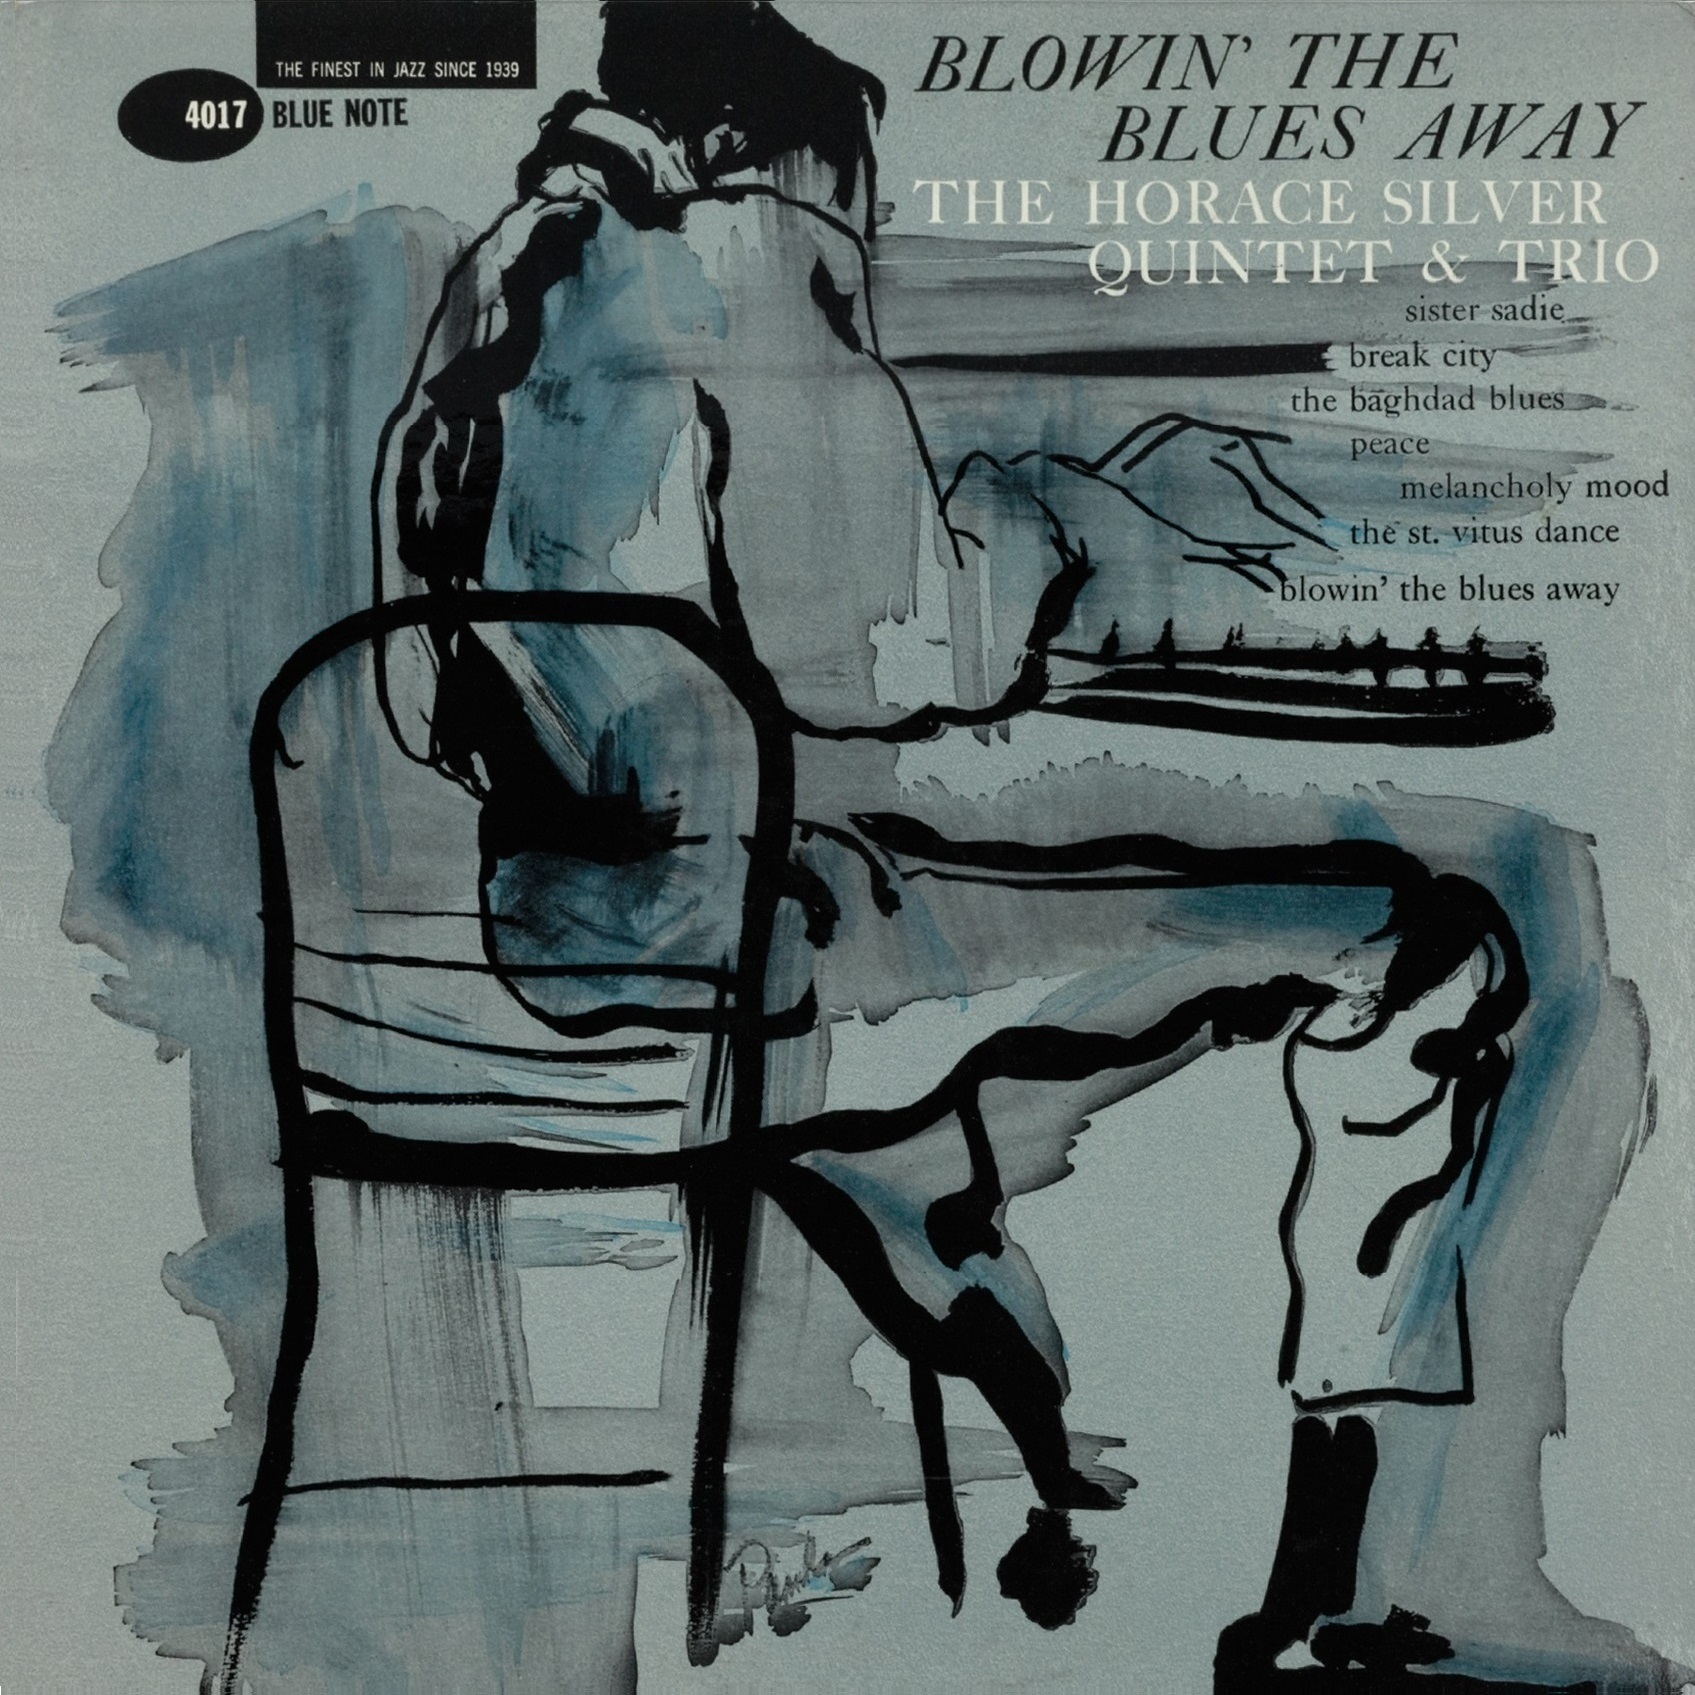 THE FINEST IN JAZZ SINCE 1939
4017 BLUE NOTE
BLOWIN' THE
BLUES AWAY
THE HORACE SILVER
QUINTET & TRIO
sister sadie
break city
the baghdad blues
peace
melancholy mood
the st. vitus dance
blowin' the blues away